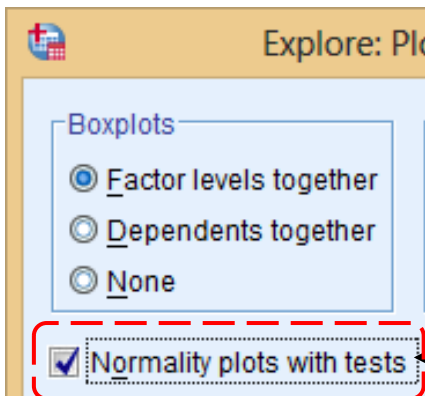 Explore: Plo
Boxplots
Factor levels together
Dependents together
None
Normality plots with tests